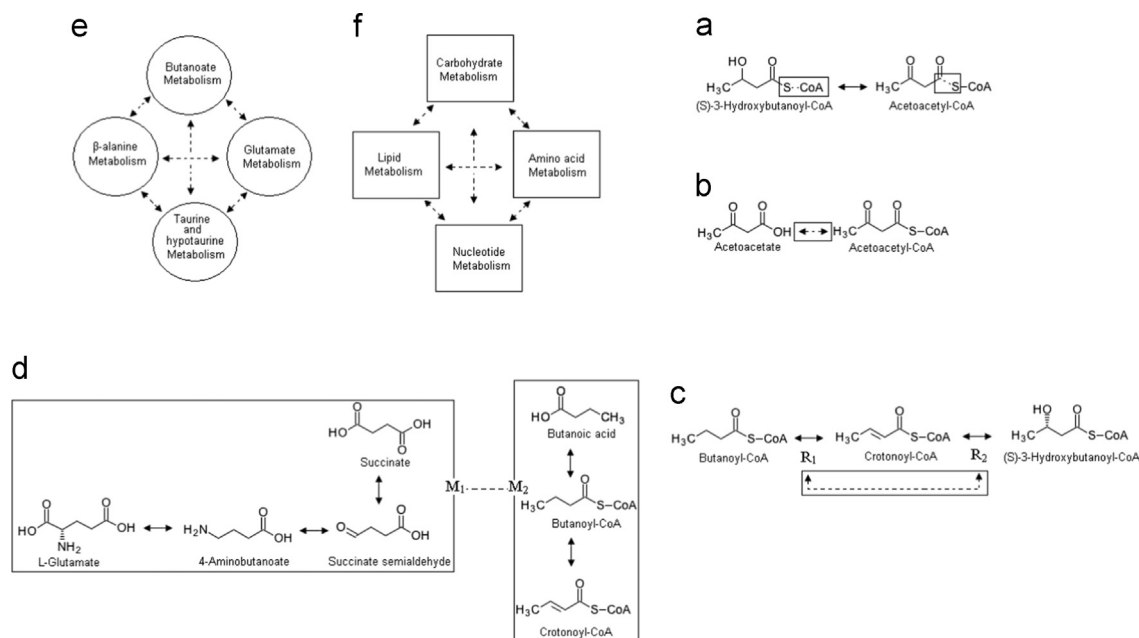 e
Butanoate
Metabolism
β-alanine
Metabolism
Glutamate
Metabolism
Taurine
and
hypotaurine
Metabolism
f
Carbohydrate
Metabolism
Lipid
Metabolism
Amino acid
Metabolism
Nucleotide
Metabolism
a
HO O
H₃C S CoA
(S)-3-Hydroxybutanoyl-CoA
O O
H₃C S CoA
Acetoacetyl-CoA
b
O O
H₃C OH
Acetoacetate
O O
H₃C S CoA
Acetoacetyl-CoA
d
O
HO OH
O
Succinate
O O
HO OH
NH₂
L-Glutamate
H₂N O
OH
4-Aminobutanoate
O O
OH
Succinate semialdehyde
M₁ M₂
O
HO CH₃
Butanoic acid
O
H₃C S CoA
Butanoyl-CoA
O
H₃C S CoA
Crotonoyl-CoA
c
O
H₃C S CoA
Butanoyl-CoA
R₁
O
H₃C S CoA
Crotonoyl-CoA
R₂
HO O
H₃C S CoA
(S)-3-Hydroxybutanoyl-CoA